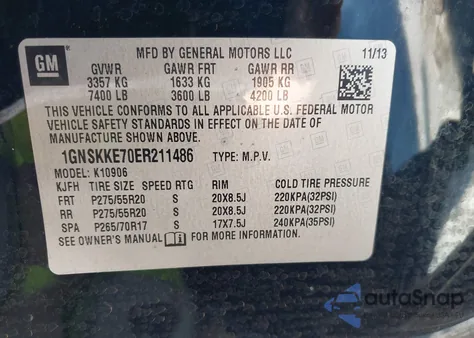 GM
MFD BY GENERAL MOTORS LLC 11/13
GVWR GAWR FRT GAWR RR
3357 KG 1633 KG 1905 KG
7400 LB 3600 LB 4200 LB
THIS VEHICLE CONFORMS TO ALL APPLICABLE U.S. FEDERAL MOTOR
VEHICLE SAFETY STANDARDS IN EFFECT ON THE DATE OF
MANUFACTURE SHOWN ABOVE.
1GNSKKE70ER211486 TYPE: M.P.V.
MODEL: K10906
KJFH TIRE SIZE SPEED RTG RIM COLD TIRE PRESSURE
FRT P275/55R20 S 20X8.5J 220KPA(32PSI)
RR P275/55R20 S 20X8.5J 220KPA(32PSI)
SPA P265/70R17 S 17X7.5J 240KPA(35PSI)
SEE OWNER'S MANUAL FOR MORE INFORMATION.
autoSnap